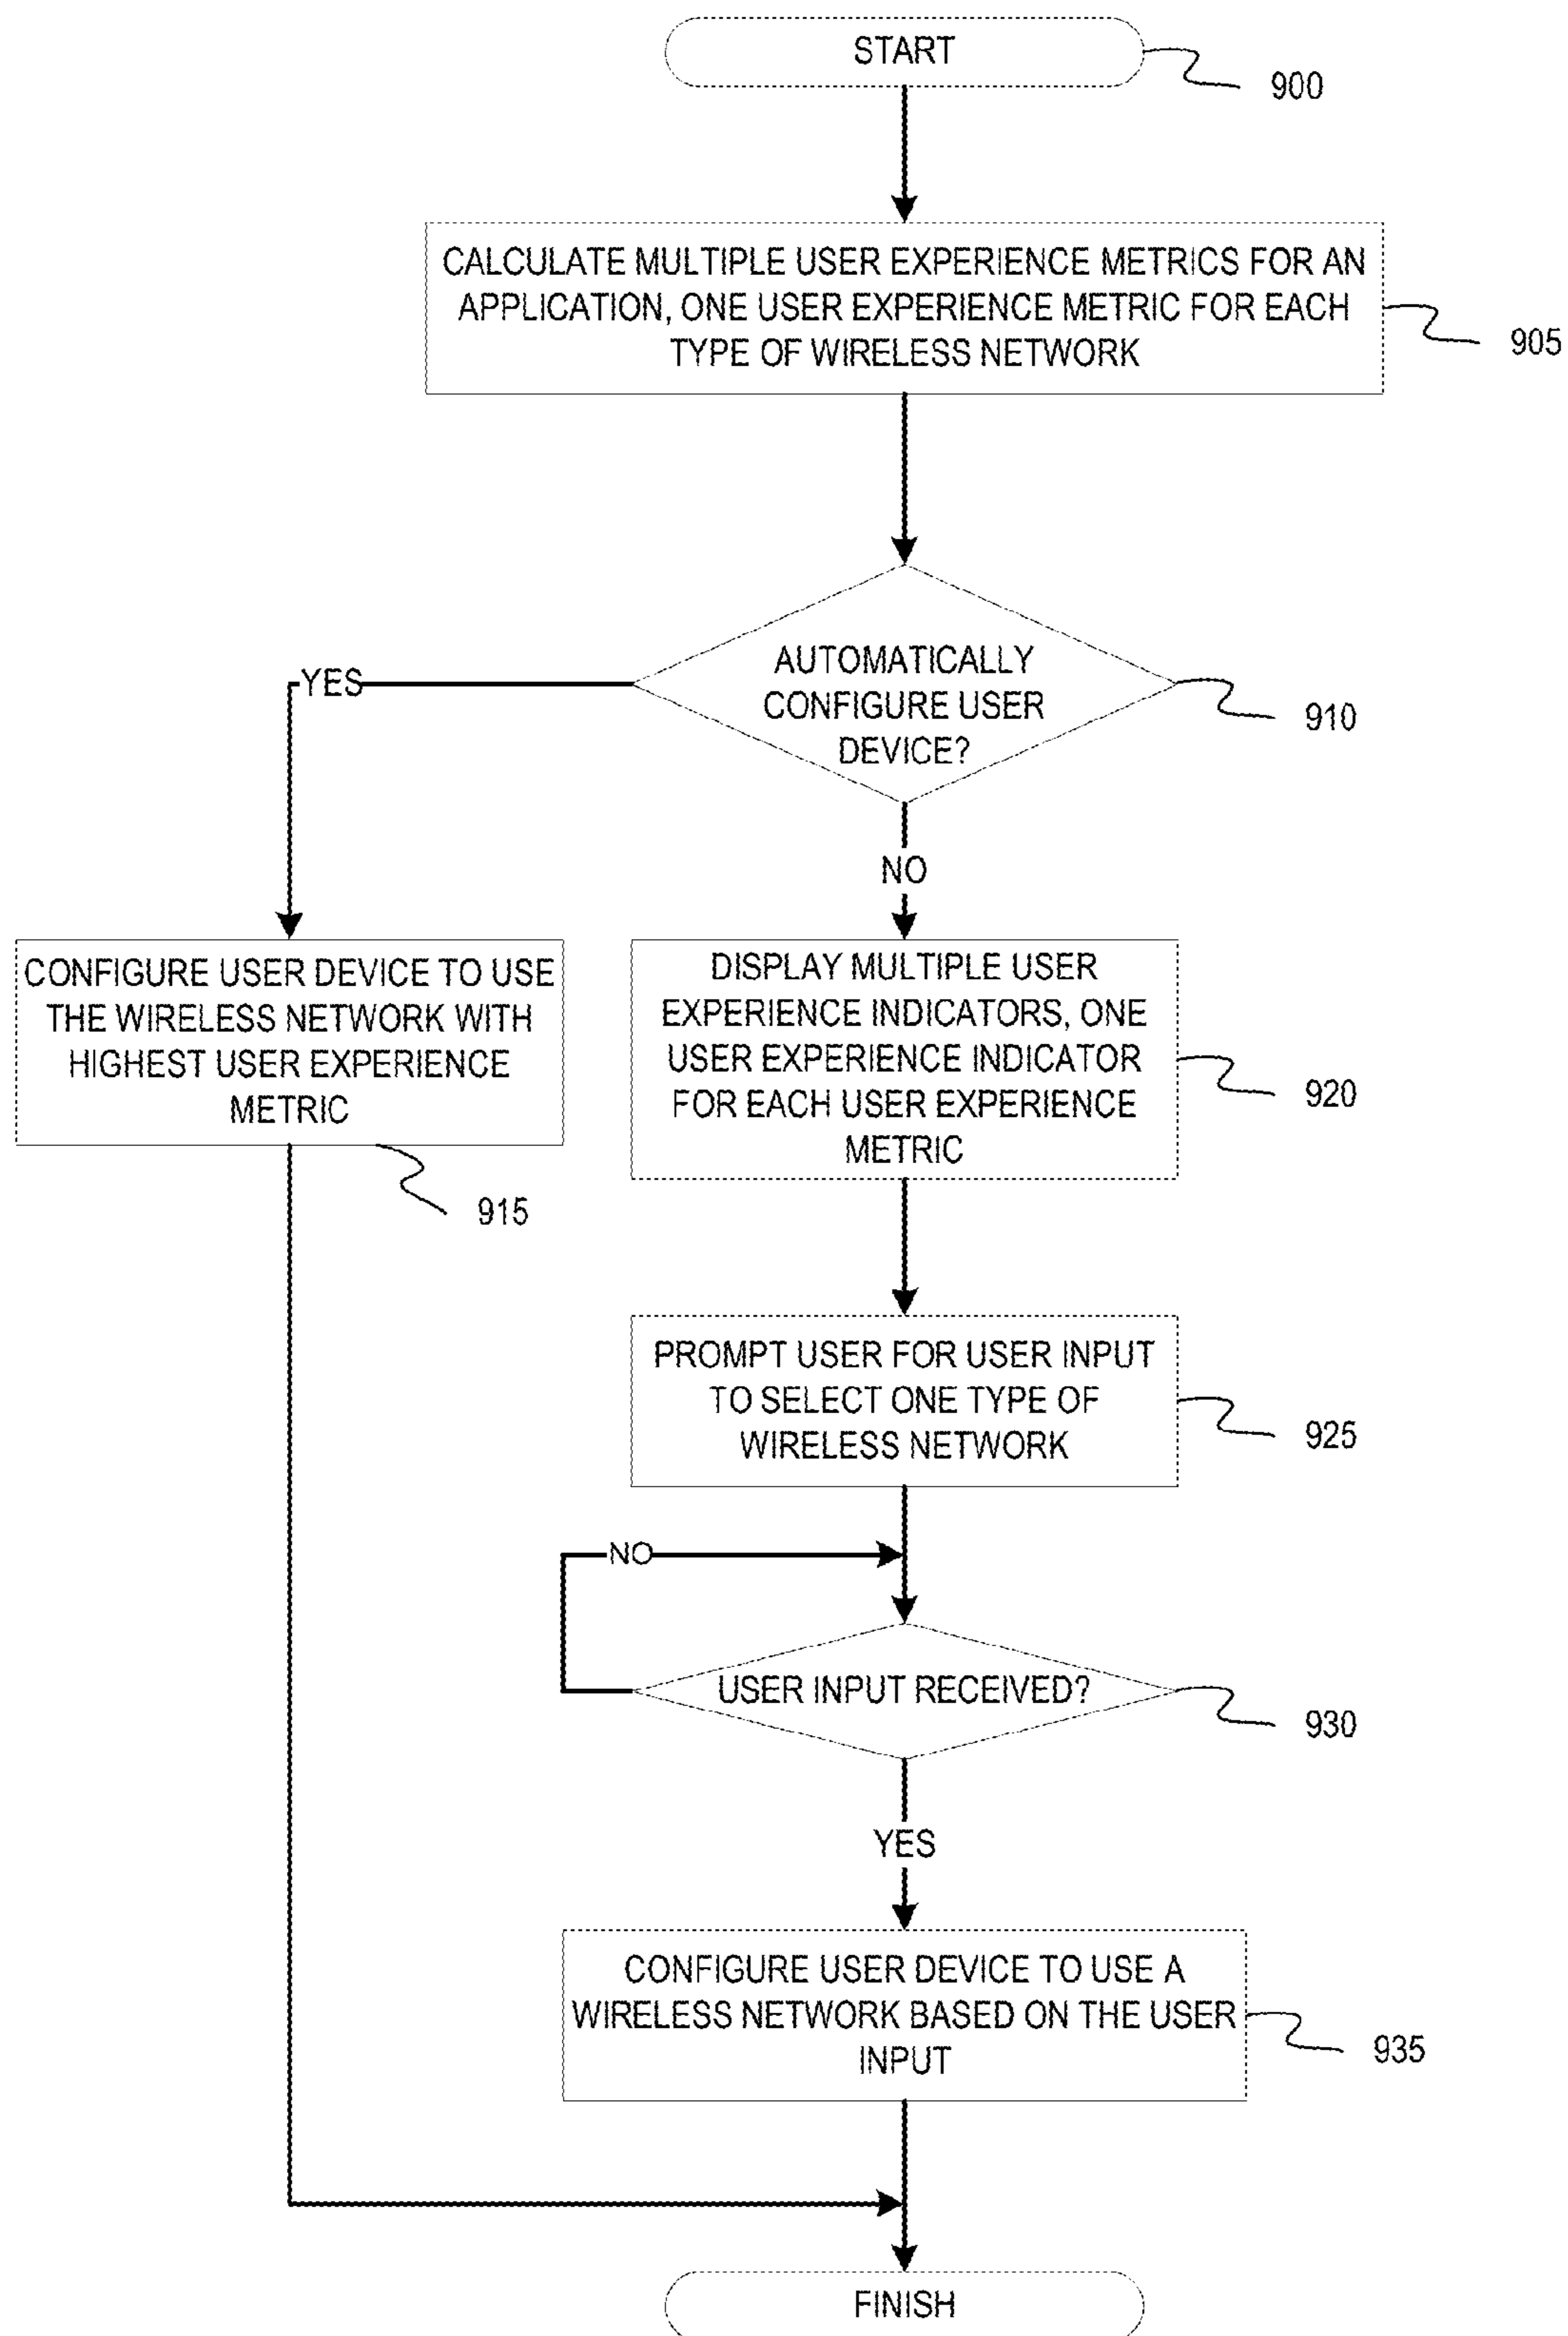 START
900
CALCULATE MULTIPLE USER EXPERIENCE METRICS FOR AN
APPLICATION, ONE USER EXPERIENCE METRIC FOR EACH
TYPE OF WIRELESS NETWORK
905
AUTOMATICALLY
CONFIGURE USER
DEVICE?
910
YES
NO
CONFIGURE USER DEVICE TO USE
THE WIRELESS NETWORK WITH
HIGHEST USER EXPERIENCE
METRIC
915
DISPLAY MULTIPLE USER
EXPERIENCE INDICATORS, ONE
USER EXPERIENCE INDICATOR
FOR EACH USER EXPERIENCE
METRIC
920
PROMPT USER FOR USER INPUT
TO SELECT ONE TYPE OF
WIRELESS NETWORK
925
NO
USER INPUT RECEIVED?
930
YES
CONFIGURE USER DEVICE TO USE A
WIRELESS NETWORK BASED ON THE USER
INPUT
935
FINISH